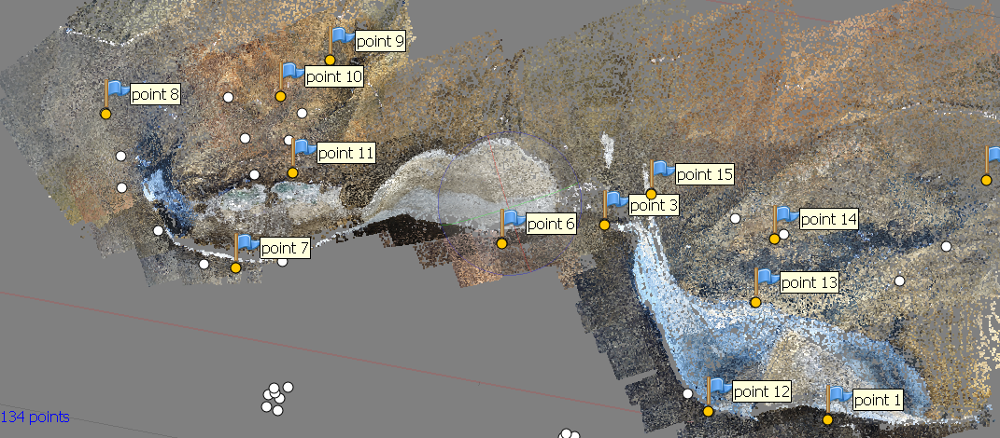 point 9
point 10
point 8
point 11
point 15
point 3
point 14
point 6
point 7
point 13
point 12
point 1
134 points